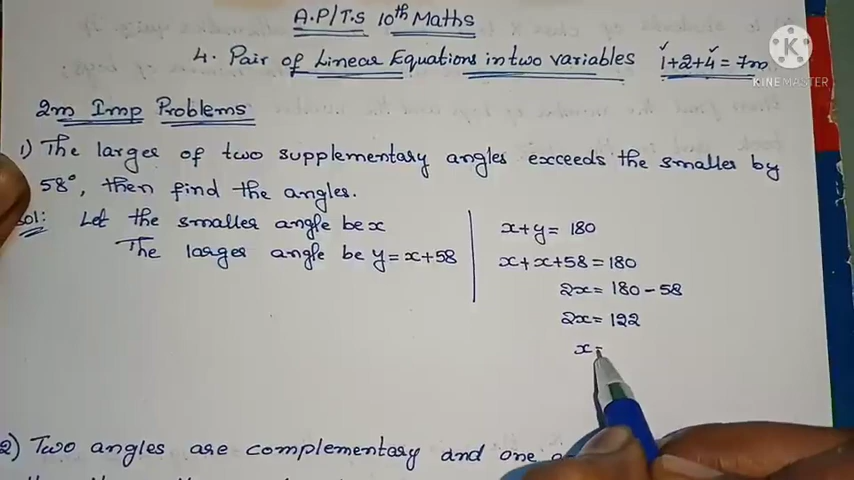 A.P/T.S 10th Maths
4. Pair of Linear Equations in two variables 1+2+4 = 7m
KINEMASTER
2m Imp Problems
1) The larger of two supplementary angles exceeds the smaller by
58°, then find the angles.
Sol: Let the smaller angle be x
The larger angle be y = x+58
x+y = 180
x+x+58 = 180
2x = 180-58
2x = 122
x =
2) Two angles are complementary and one